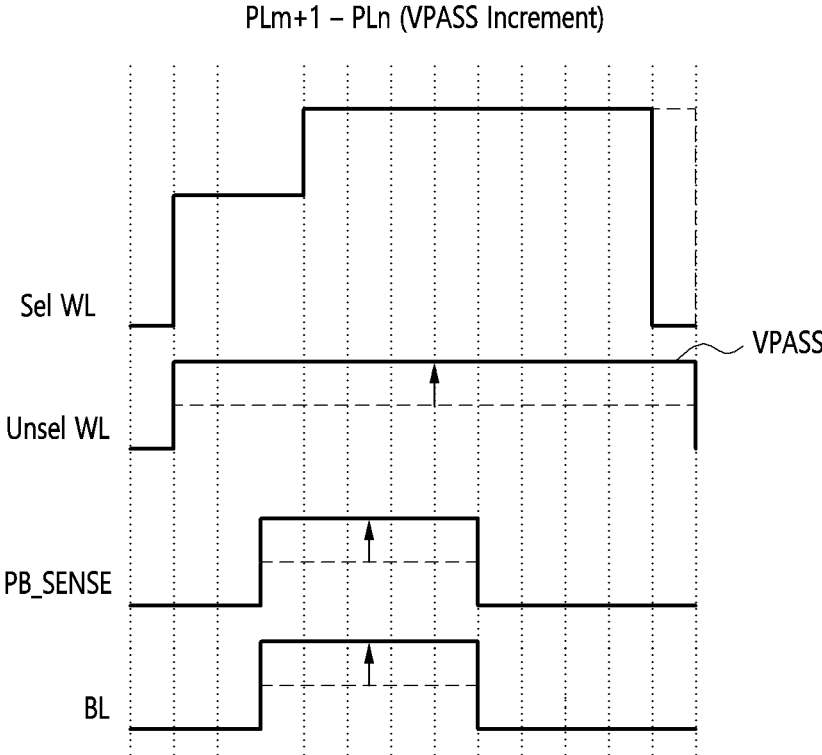 PLm+1 – PLn (VPASS Increment)
Sel WL
VPASS
Unsel WL
PB_SENSE
BL